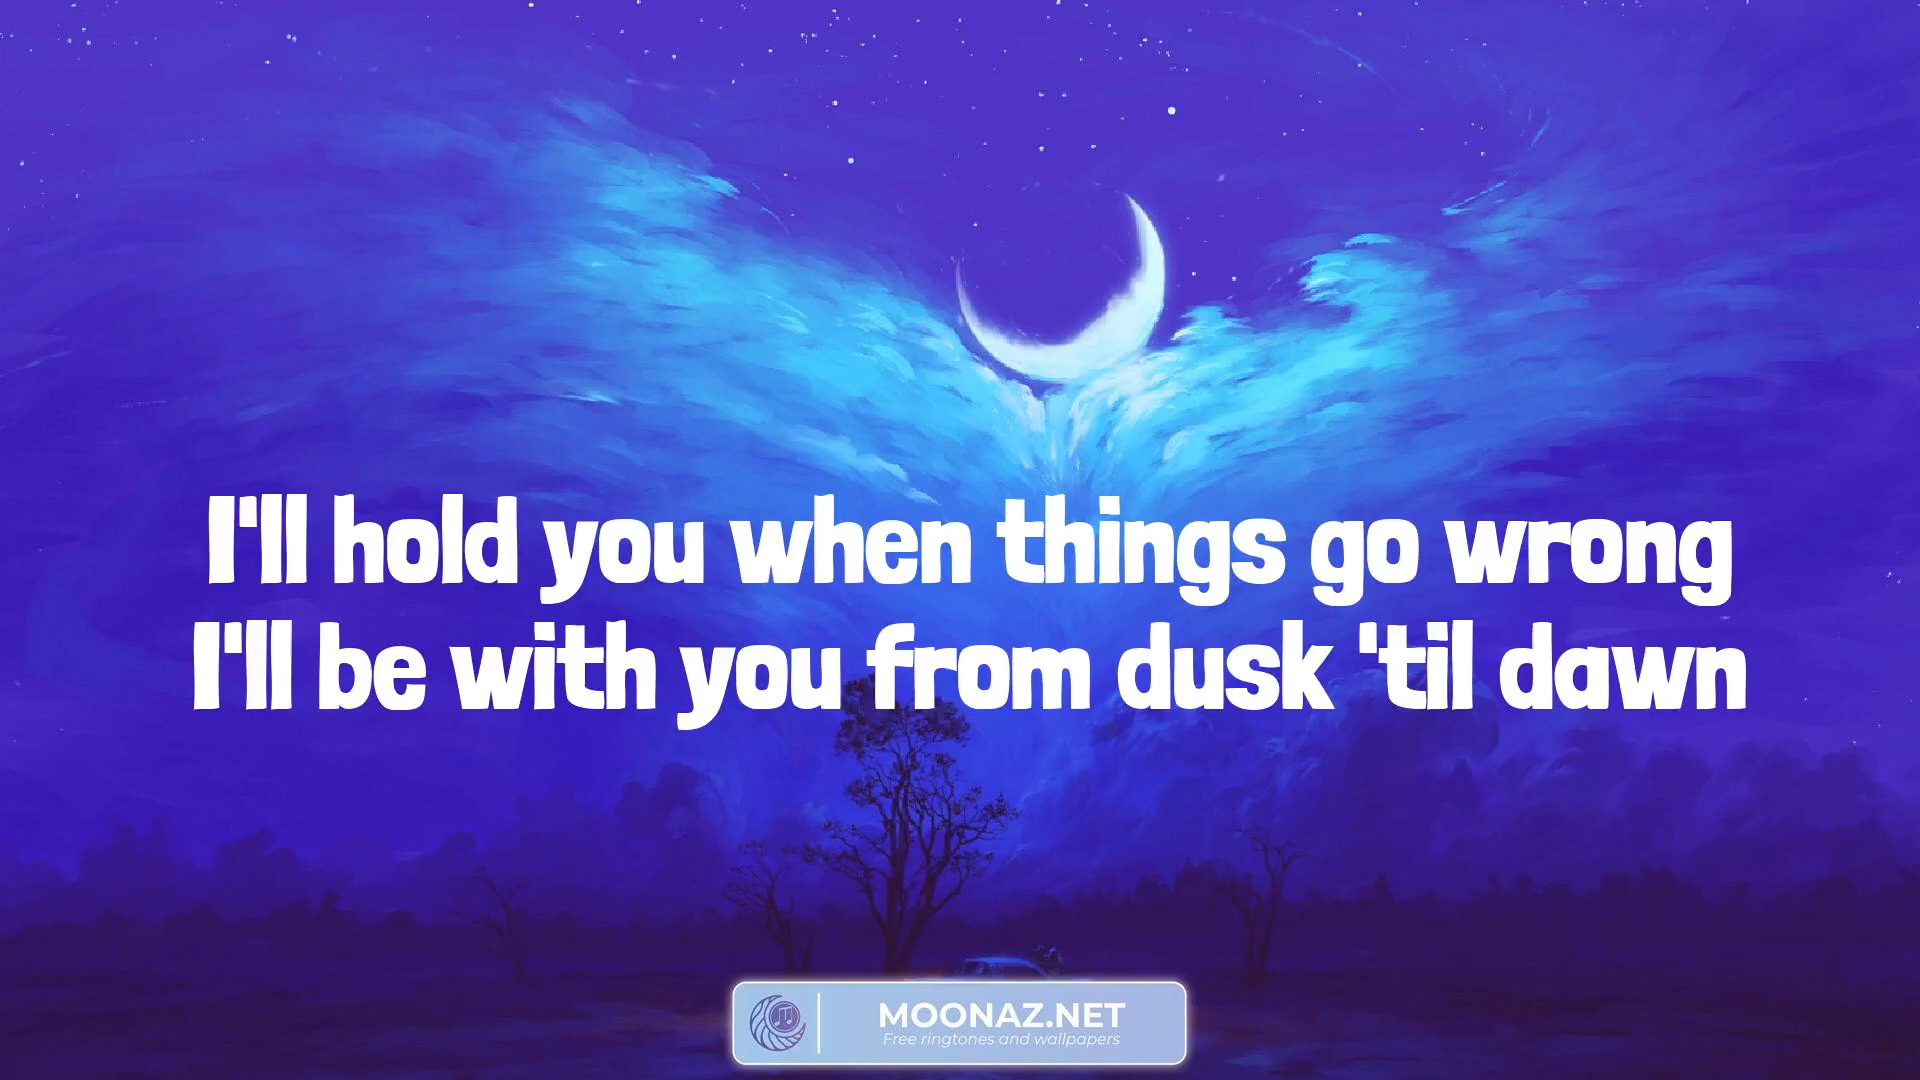 I'll hold you when things go wrong
I'll be with you from dusk 'til dawn
MOONAZ.NET
Free ringtones and wallpapers